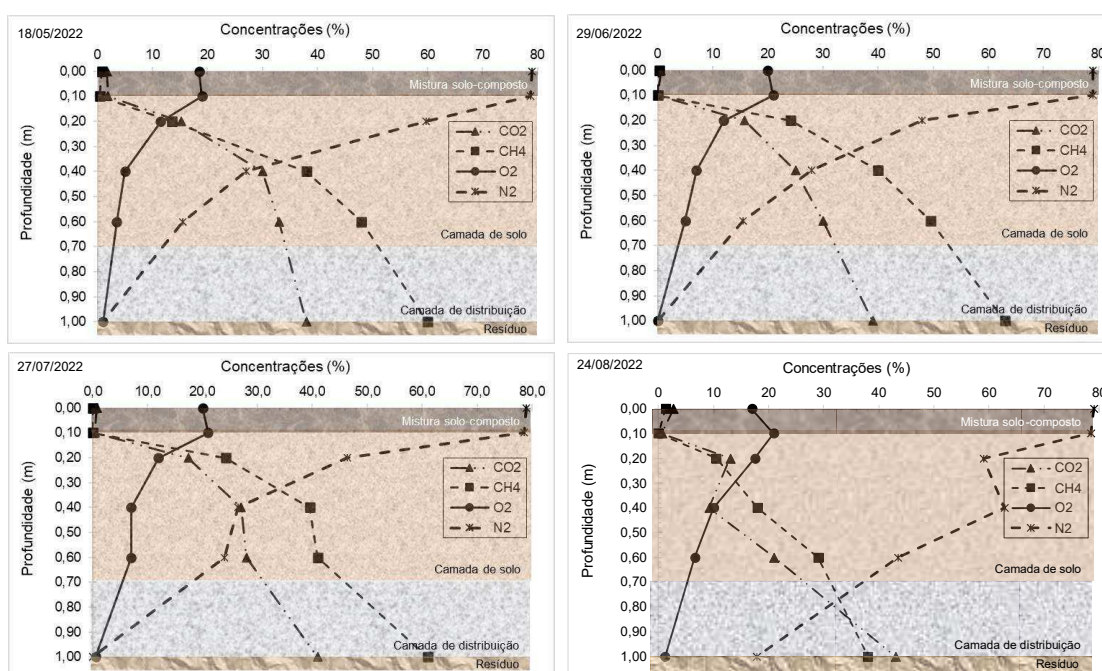 18/05/2022
Concentrações (%)
0 10 20 30 40 50 60 70 80
Profundidade (m)
0,00
0,10
0,20
0,30
0,40
0,50
0,60
0,70
0,80
0,90
1,00
Mistura solo-composto
CO2
CH4
O2
N2
Camada de solo
Camada de distribuição
Resíduo
29/06/2022
Concentrações (%)
0 10 20 30 40 50 60 70 80
Profundidade (m)
0,00
0,10
0,20
0,30
0,40
0,50
0,60
0,70
0,80
0,90
1,00
Mistura solo-composto
CO2
CH4
O2
N2
Camada de solo
Camada de distribuição
Resíduo
27/07/2022
Concentrações (%)
0,0 10,0 20,0 30,0 40,0 50,0 60,0 70,0 80,0
Profundidade (m)
0,00
0,10
0,20
0,30
0,40
0,50
0,60
0,70
0,80
0,90
1,00
Mistura solo-composto
CO2
CH4
O2
N2
Camada de solo
Camada de distribuição
Resíduo
24/08/2022
Concentrações (%)
0 10 20 30 40 50 60 70 80
Profundidade (m)
0,00
0,10
0,20
0,30
0,40
0,50
0,60
0,70
0,80
0,90
1,00
Mistura solo-composto
CO2
CH4
O2
N2
Camada de solo
Camada de distribuição
Resíduo